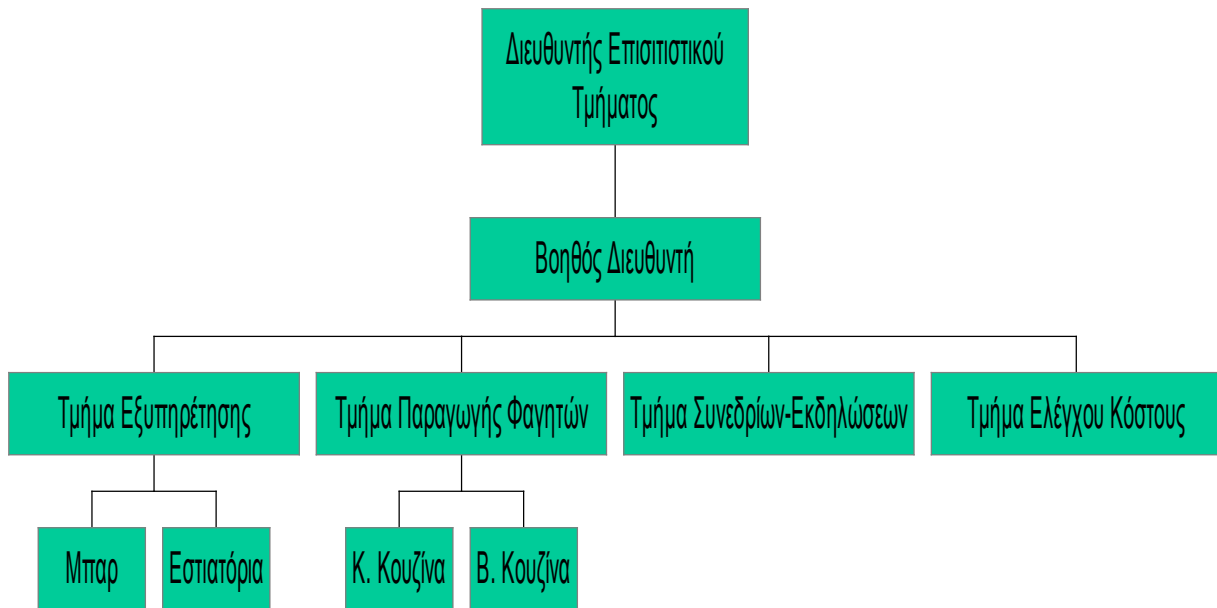 Διευθυντής Επισιτιστικού
Τμήματος
Βοηθός Διευθυντή
Τμήμα Εξυπηρέτησης
Τμήμα Παραγωγής Φαγητών
Τμήμα Συνεδρίων-Εκδηλώσεων
Τμήμα Ελέγχου Κόστους
Μπαρ
Εστιατόρια
Κ. Κουζίνα
Β. Κουζίνα